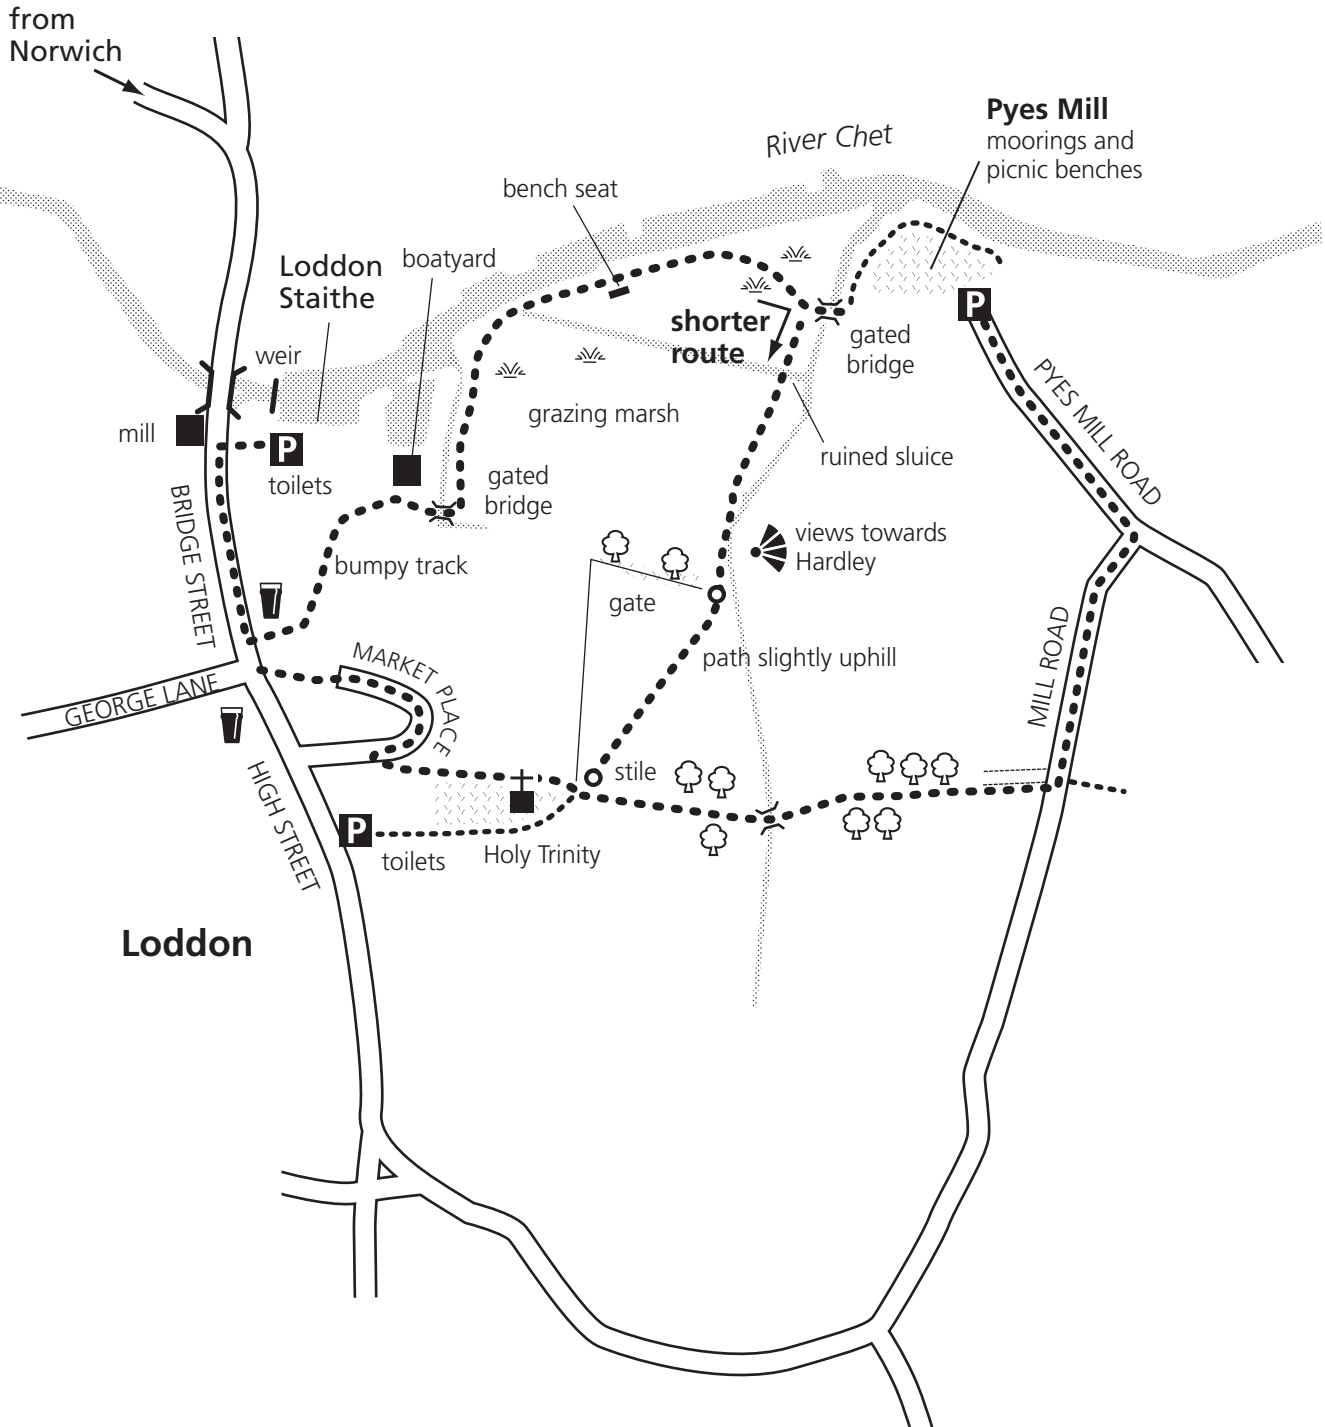 from
Norwich
Pyes Mill
moorings and
picnic benches
River Chet
bench seat
boatyard
Loddon
Staithe
shorter
route
gated
bridge
weir
PYES MILL ROAD
mill
P
P
grazing marsh
ruined sluice
toilets
gated
bridge
BRIDGE STREET
views towards
Hardley
bumpy track
gate
MILL ROAD
path slightly uphill
MARKET PLACE
GEORGE LANE
stile
HIGH STREET
P
toilets
Holy Trinity
Loddon